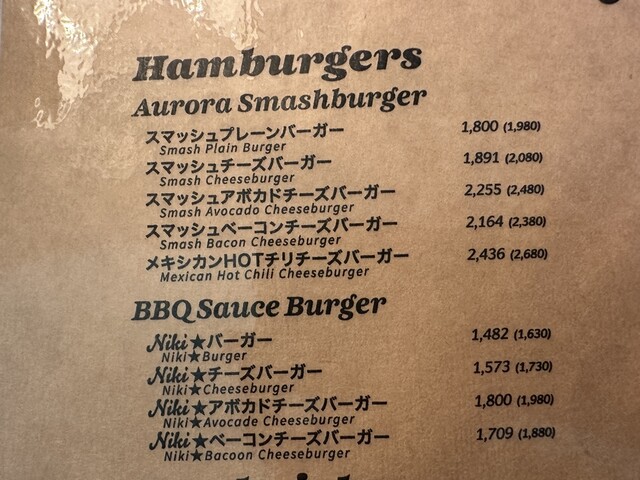 Hamburgers
Aurora Smashburger
スマッシュプレーンバーガー 1,800 (1,980)
Smash Plain Burger
スマッシュチーズバーガー 1,891 (2,080)
Smash Cheeseburger
スマッシュアボカドチーズバーガー 2,255 (2,480)
Smash Avocado Cheeseburger
スマッシュベーコンチーズバーガー 2,164 (2,380)
Smash Bacon Cheeseburger
メキシカンHOTチリチーズバーガー 2,436 (2,680)
Mexican Hot Chili Cheeseburger
BBQ Sauce Burger
Niki★バーガー 1,482 (1,630)
Niki★Burger
Niki★チーズバーガー 1,573 (1,730)
Niki★Cheeseburger
Niki★アボカドチーズバーガー 1,800 (1,980)
Niki★Avocade Cheeseburger
Niki★ベーコンチーズバーガー 1,709 (1,880)
Niki★Bacoon Cheeseburger